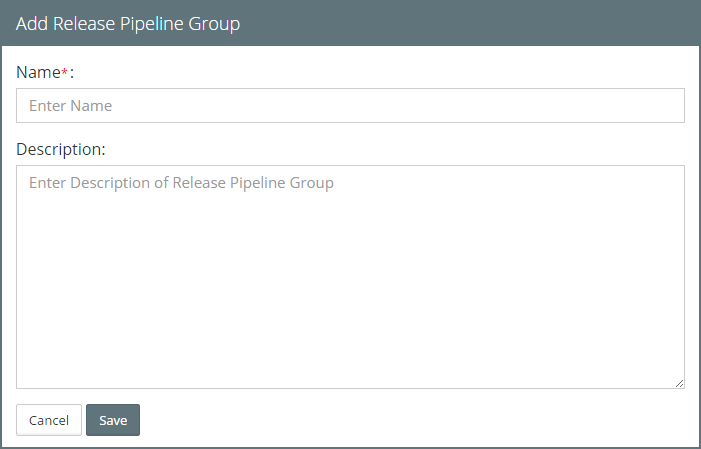 Add Release Pipeline Group
Name*:
Enter Name
Description:
Enter Description of Release Pipeline Group
Cancel Save